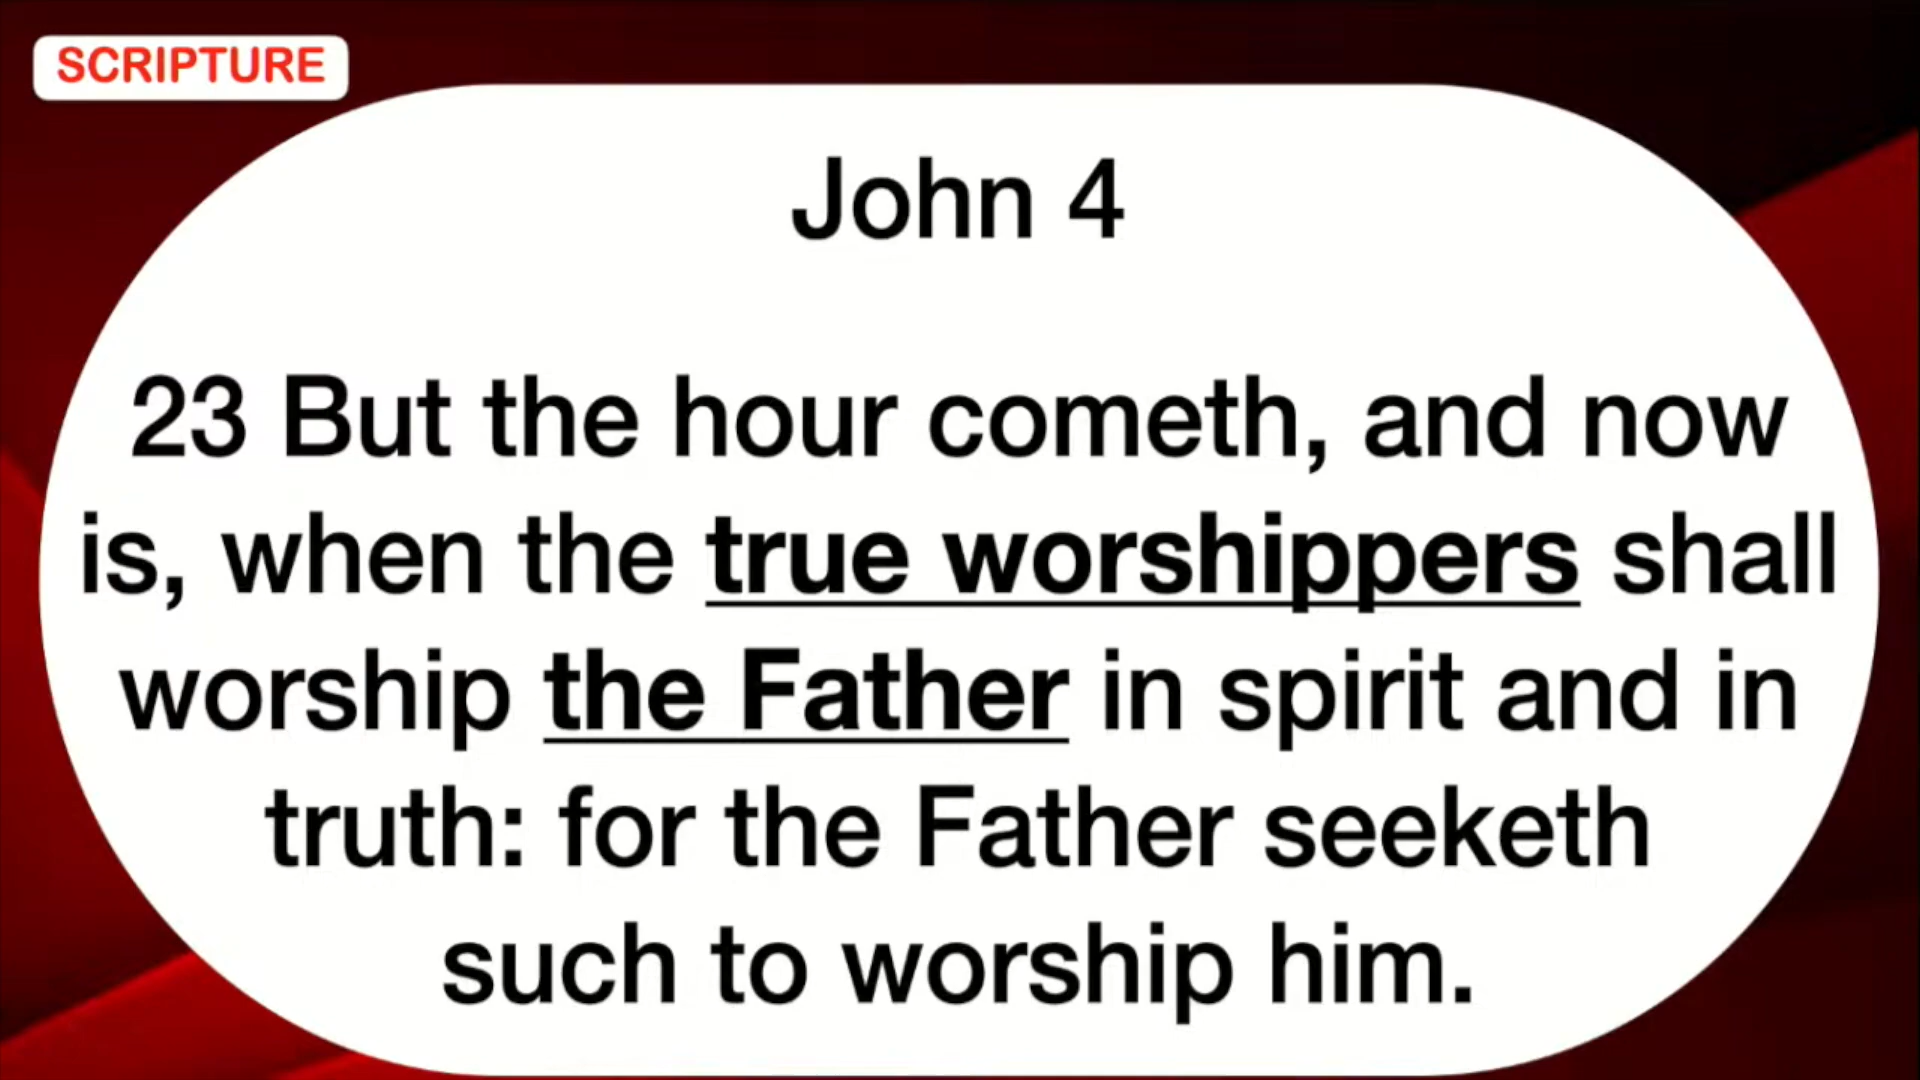 SCRIPTURE
John 4
23 But the hour cometh, and now
is, when the true worshippers shall
worship the Father in spirit and in
truth: for the Father seeketh
such to worship him.